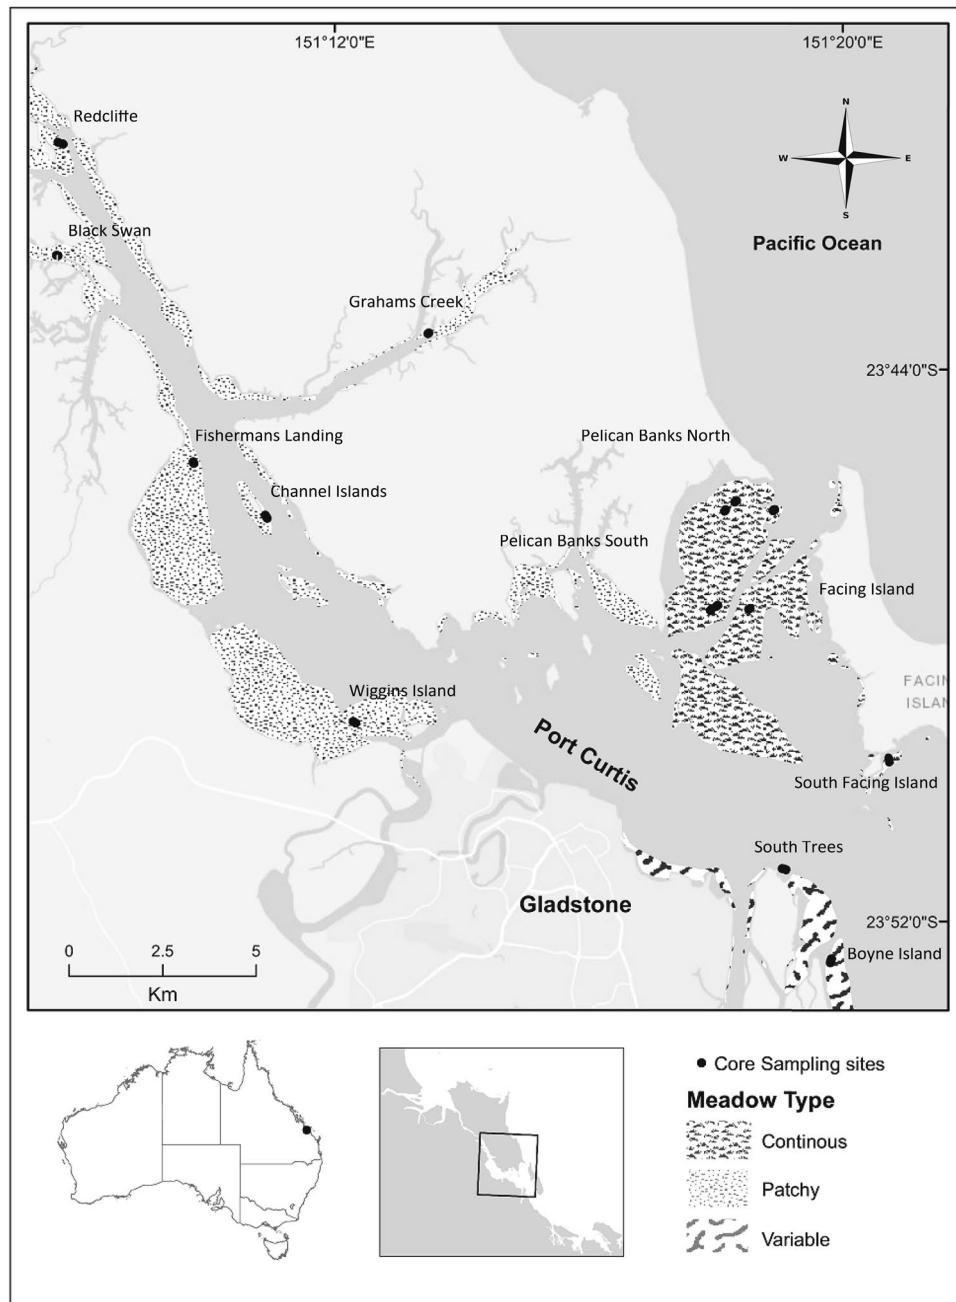 151°12'0"E
151°20'0"E
Redcliffe
N
W
E
S
Black Swan
Pacific Ocean
Grahams Creek
23°44'0"S
Fishermans Landing
Pelican Banks North
Channel Islands
Pelican Banks South
Facing Island
FACIN
ISLAN
Wiggins Island
Port Curtis
South Facing Island
South Trees
Gladstone
23°52'0"S
0
2.5
5
Km
Boyne Island
Core Sampling sites
Meadow Type
Continous
Patchy
Variable